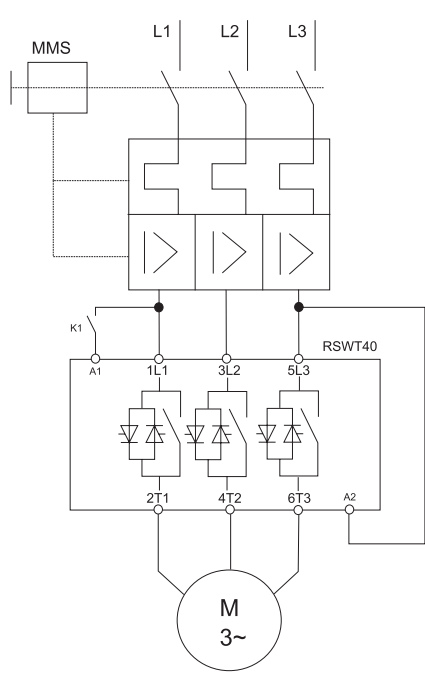 L1 L2 L3
MMS
K1
RSWT40
A1 1L1 3L2 5L3
2T1 4T2 6T3 A2
M
3~